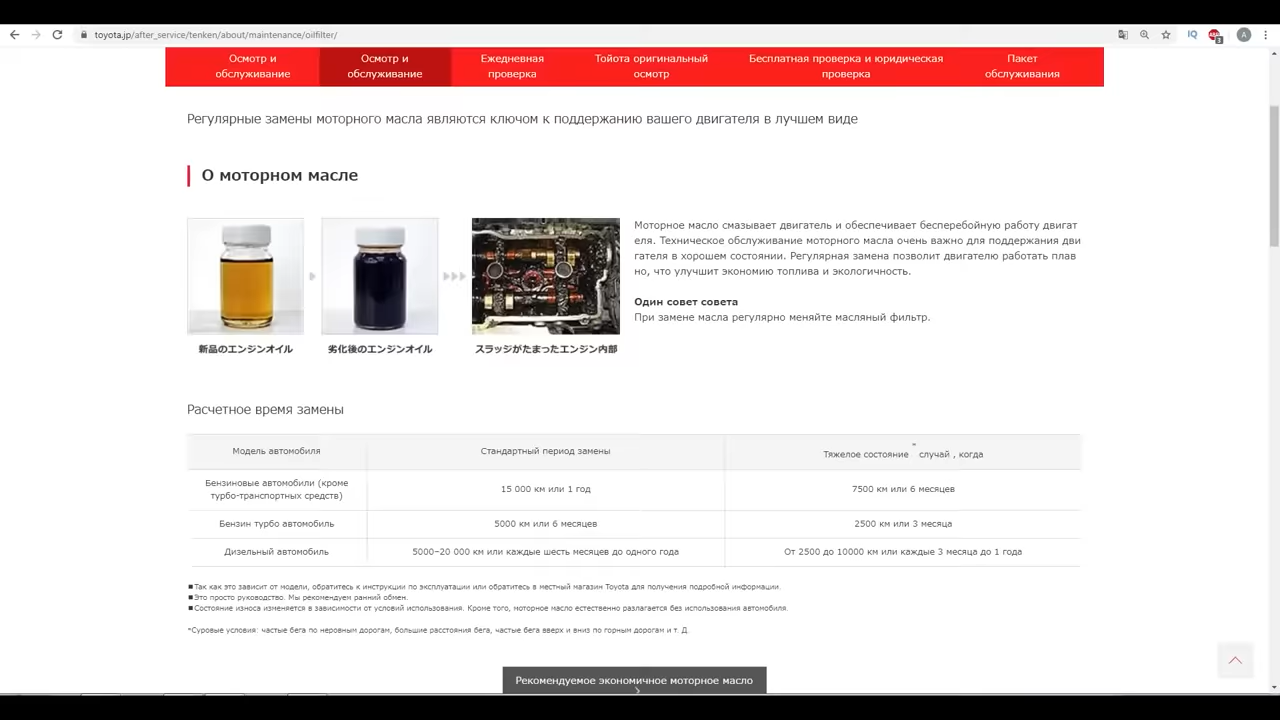 toyota.jp/after_service/tenken/about/maintenance/oilfilter/
IQ
3
A
Осмотр и
обслуживание
Осмотр и
обслуживание
Ежедневная
проверка
Тойота оригинальный
осмотр
Бесплатная проверка и юридическая
проверка
Пакет
обслуживания
Регулярные замены моторного масла являются ключом к поддержанию вашего двигателя в лучшем виде
О моторном масле
新品のエンジンオイル
劣化後のエンジンオイル
スラッジがたまったエンジン内部
Моторное масло смазывает двигатель и обеспечивает бесперебойную работу двигат
еля. Техническое обслуживание моторного масла очень важно для поддержания дви
гателя в хорошем состоянии. Регулярная замена позволит двигателю работать плав
но, что улучшит экономию топлива и экологичность.
Один совет совета
При замене масла регулярно меняйте масляный фильтр.
Расчетное время замены
Модель автомобиля
Стандартный период замены
Тяжелое состояние случай , когда
Бензиновые автомобили (кроме
турбо-транспортных средств)
15 000 км или 1 год
7500 км или 6 месяцев
Бензин турбо автомобиль
5000 км или 6 месяцев
2500 км или 3 месяца
Дизельный автомобиль
5000–20 000 км или каждые шесть месяцев до одного года
От 2500 до 10000 км или каждые 3 месяца до 1 года
■Так как это зависит от модели, обратитесь к инструкции по эксплуатации или обратитесь в местный магазин Toyota для получения подробной информации.
■Это просто руководство. Мы рекомендуем ранний обмен.
■Состояние износа изменяется в зависимости от условий использования. Кроме того, моторное масло естественно разлагается без использования автомобиля.
*Суровые условия: частые бега по неровным дорогам, большие расстояния бега, частые бега вверх и вниз по горным дорогам и т. Д.
Рекомендуемое экономичное моторное масло